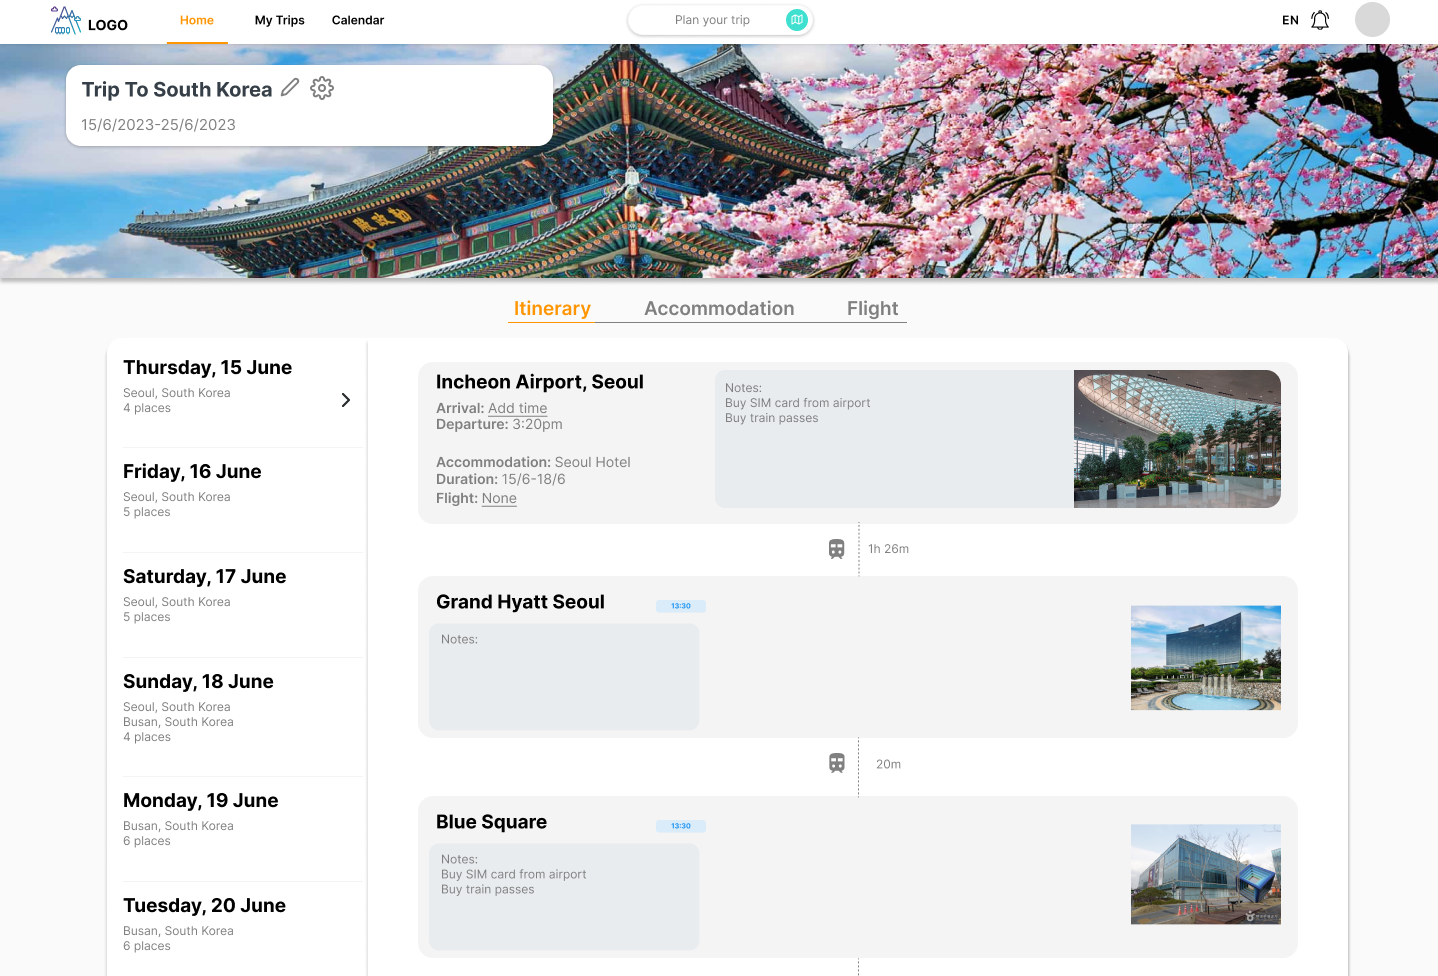 LOGO
Home
My Trips
Calendar
Plan your trip
EN
Trip To South Korea
15/6/2023-25/6/2023
Itinerary
Accommodation
Flight
Thursday, 15 June
Seoul, South Korea
4 places
Friday, 16 June
Seoul, South Korea
5 places
Saturday, 17 June
Seoul, South Korea
5 places
Sunday, 18 June
Seoul, South Korea
Busan, South Korea
4 places
Monday, 19 June
Busan, South Korea
6 places
Tuesday, 20 June
Busan, South Korea
6 places
Incheon Airport, Seoul
Arrival: Add time
Departure: 3:20pm
Accommodation: Seoul Hotel
Duration: 15/6-18/6
Flight: None
Notes:
Buy SIM card from airport
Buy train passes
1h 26m
Grand Hyatt Seoul
13:30
Notes:
20m
Blue Square
13:30
Notes:
Buy SIM card from airport
Buy train passes